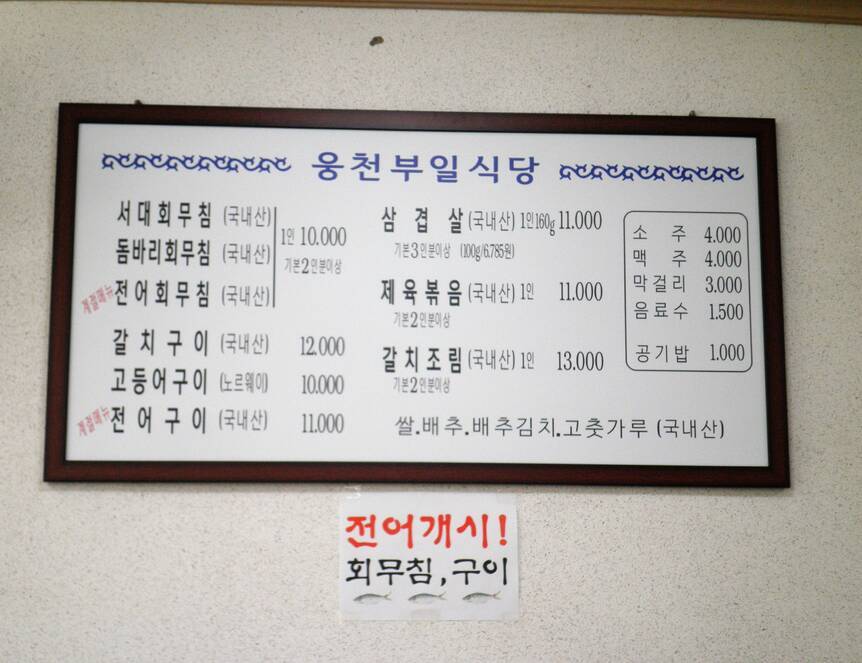 웅천부일식당
서대회무침 (국내산)
돔바리회무침 (국내산)
계절메뉴 전어회무침 (국내산)
1인 10.000
기본2인분이상
갈치구이 (국내산) 12.000
고등어구이 (노르웨이) 10.000
계절메뉴 전어구이 (국내산) 11.000
삼겹살 (국내산) 1인160g 11.000
기본3인분이상 (100g/6.785원)
제육볶음 (국내산) 1인 11.000
기본2인분이상
갈치조림 (국내산) 1인 13.000
기본2인분이상
소주 4.000
맥주 4.000
막걸리 3.000
음료수 1.500
공기밥 1.000
쌀.배추.배추김치.고춧가루 (국내산)
전어개시!
회무침, 구이